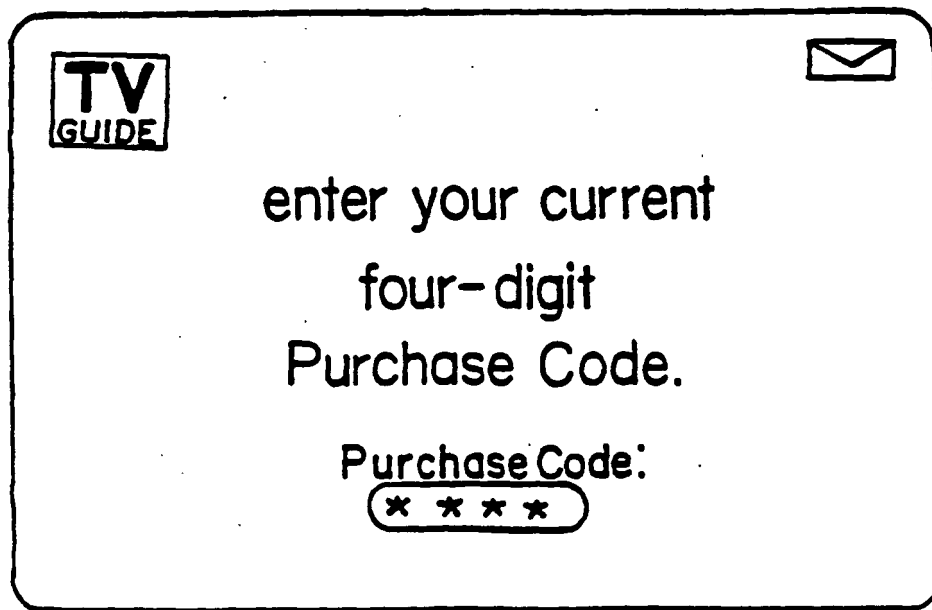 TV
GUIDE
enter your current
four-digit
Purchase Code.
Purchase Code:
* * * *